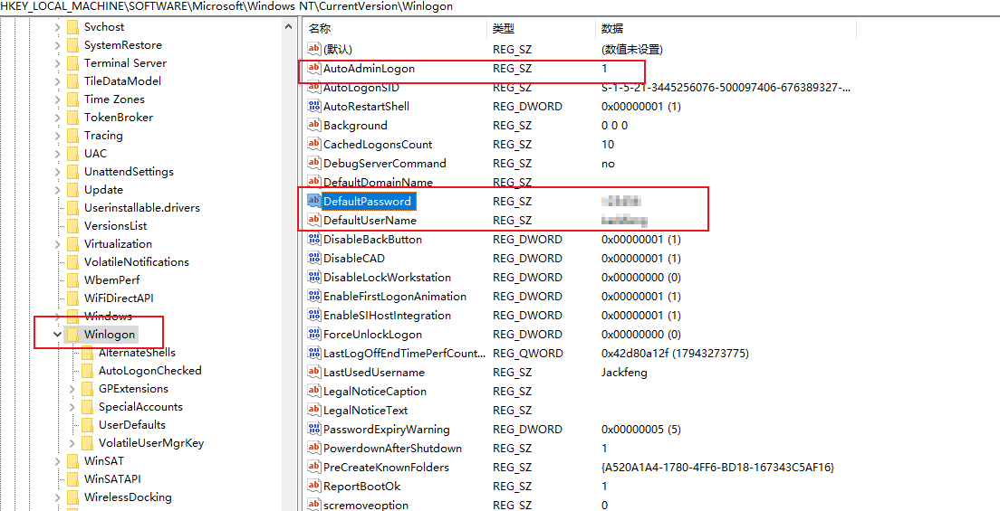 HKEY_LOCAL_MACHINE\SOFTWARE\Microsoft\Windows NT\CurrentVersion\Winlogon
Svchost
SystemRestore
Terminal Server
TileDataModel
Time Zones
TokenBroker
Tracing
UAC
UnattendSettings
Update
Userinstallable.drivers
VersionsList
Virtualization
VolatileNotifications
WbemPerf
WiFiDirectAPI
Windows
Winlogon
AlternateShells
AutoLogonChecked
GPExtensions
SpecialAccounts
UserDefaults
VolatileUserMgrKey
WinSAT
WinSATAPI
WirelessDocking
名称 类型 数据
(默认) REG_SZ (数值未设置)
AutoAdminLogon REG_SZ 1
AutoLogonSID REG_SZ S-1-5-21-3445256076-500097406-676389327-...
AutoRestartShell REG_DWORD 0x00000001 (1)
Background REG_SZ 0 0 0
CachedLogonsCount REG_SZ 10
DebugServerCommand REG_SZ no
DefaultDomainName REG_SZ
DefaultPassword REG_SZ
DefaultUserName REG_SZ
DisableBackButton REG_DWORD 0x00000001 (1)
DisableCAD REG_DWORD 0x00000001 (1)
DisableLockWorkstation REG_DWORD 0x00000000 (0)
EnableFirstLogonAnimation REG_DWORD 0x00000001 (1)
EnableSIHostIntegration REG_DWORD 0x00000001 (1)
ForceUnlockLogon REG_DWORD 0x00000000 (0)
LastLogOffEndTimePerfCount... REG_QWORD 0x42d80a12f (17943273775)
LastUsedUsername REG_SZ Jackfeng
LegalNoticeCaption REG_SZ
LegalNoticeText REG_SZ
PasswordExpiryWarning REG_DWORD 0x00000005 (5)
PowerdownAfterShutdown REG_SZ 1
PreCreateKnownFolders REG_SZ {A520A1A4-1780-4FF6-BD18-167343C5AF16}
ReportBootOk REG_SZ 1
scremoveoption REG_SZ 0